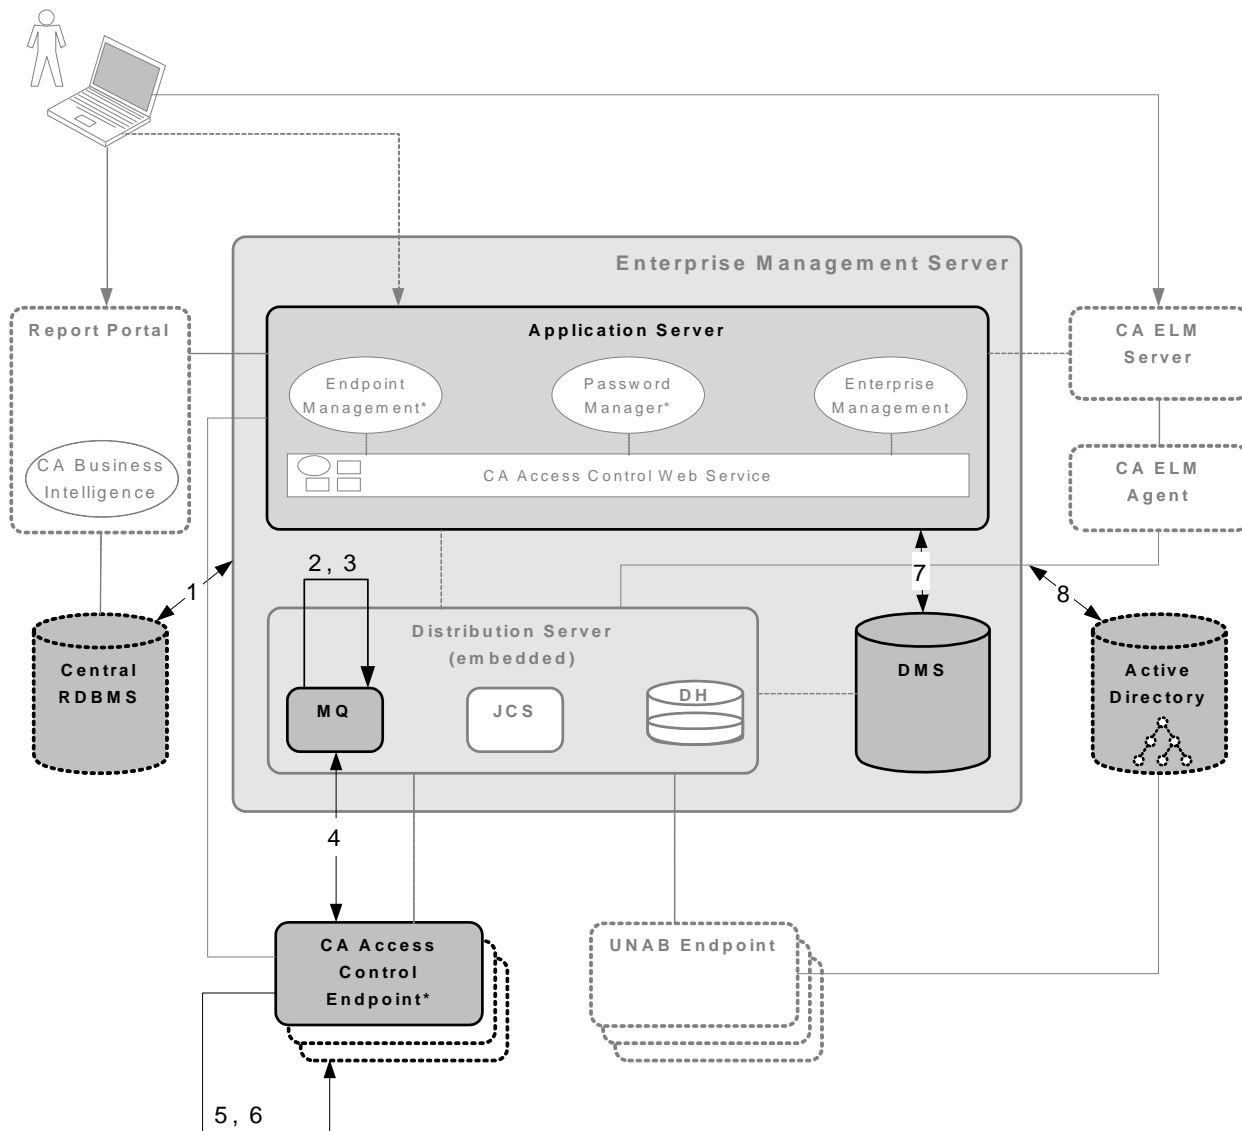 Enterprise Management Server
Report Portal
Application Server
CA ELM
Server
Endpoint
Management*
Password
Manager*
Enterprise
Management
CA Business
Intelligence
CA Access Control Web Service
CA ELM
Agent
2, 3
1
7
8
Distribution Server
(embedded)
Central
RDBMS
MQ
JCS
DH
DMS
Active
Directory
4
CA Access
Control
Endpoint*
UNAB Endpoint
5, 6